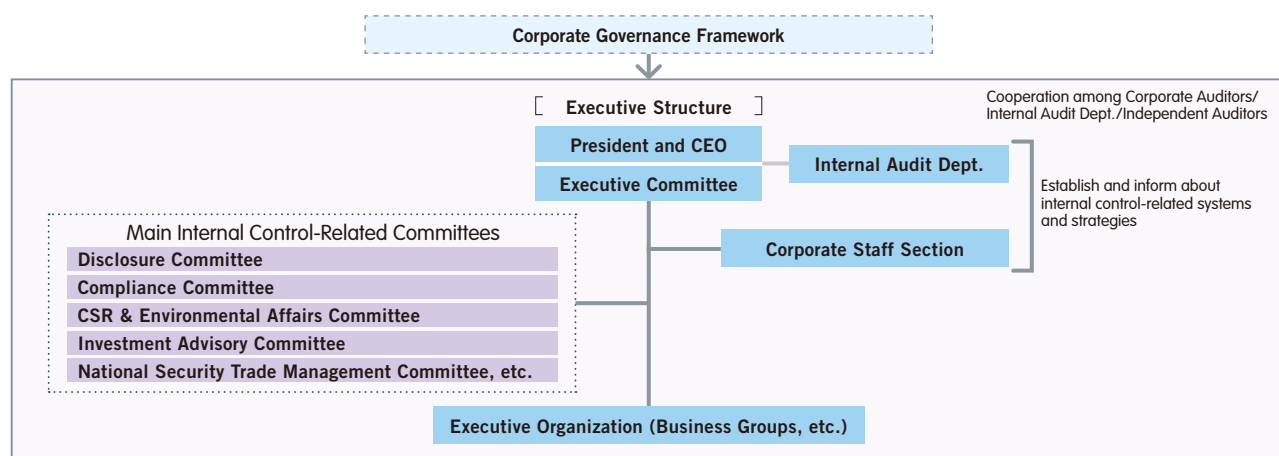 Corporate Governance Framework
[ Executive Structure ]
Cooperation among Corporate Auditors/
Internal Audit Dept./Independent Auditors
President and CEO
Executive Committee
Internal Audit Dept.
Establish and inform about
internal control-related systems
and strategies
Corporate Staff Section
Main Internal Control-Related Committees
Disclosure Committee
Compliance Committee
CSR & Environmental Affairs Committee
Investment Advisory Committee
National Security Trade Management Committee, etc.
Executive Organization (Business Groups, etc.)